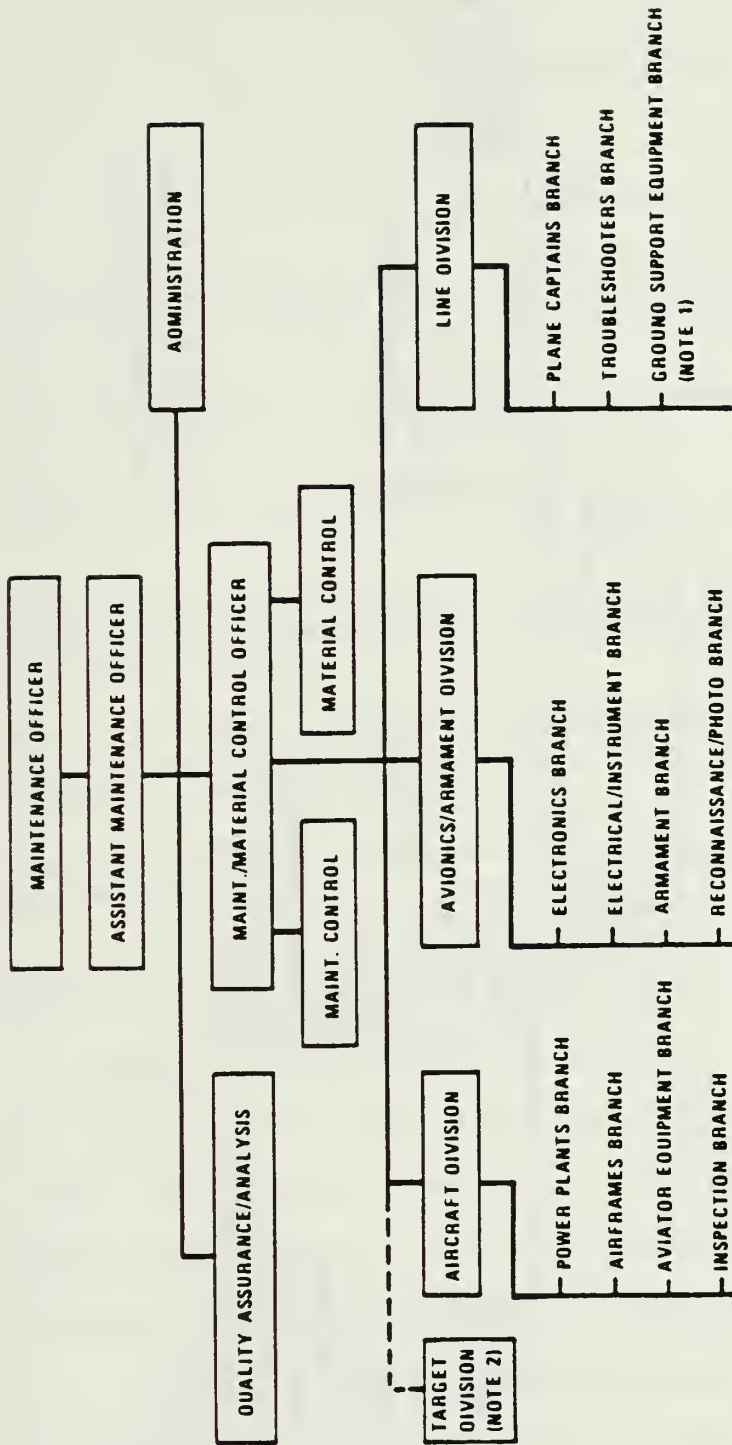 MAINTENANCE OFFICER
ASSISTANT MAINTENANCE OFFICER
QUALITY ASSURANCE/ANALYSIS
ADMINISTRATION
MAINT./MATERIAL CONTROL OFFICER
MAINT. CONTROL
MATERIAL CONTROL
TARGET
DIVISION
(NOTE 2)
AIRCRAFT DIVISION
POWER PLANTS BRANCH
AIRFRAMES BRANCH
AVIATOR EQUIPMENT BRANCH
INSPECTION BRANCH
AVIONICS/ARMAMENT DIVISION
ELECTRONICS BRANCH
ELECTRICAL/INSTRUMENT BRANCH
ARMAMENT BRANCH
RECONNAISSANCE/PHOTO BRANCH
LINE DIVISION
PLANE CAPTAINS BRANCH
TROUBLESHOOTERS BRANCH
GROUND SUPPORT EQUIPMENT BRANCH
(NOTE 1)